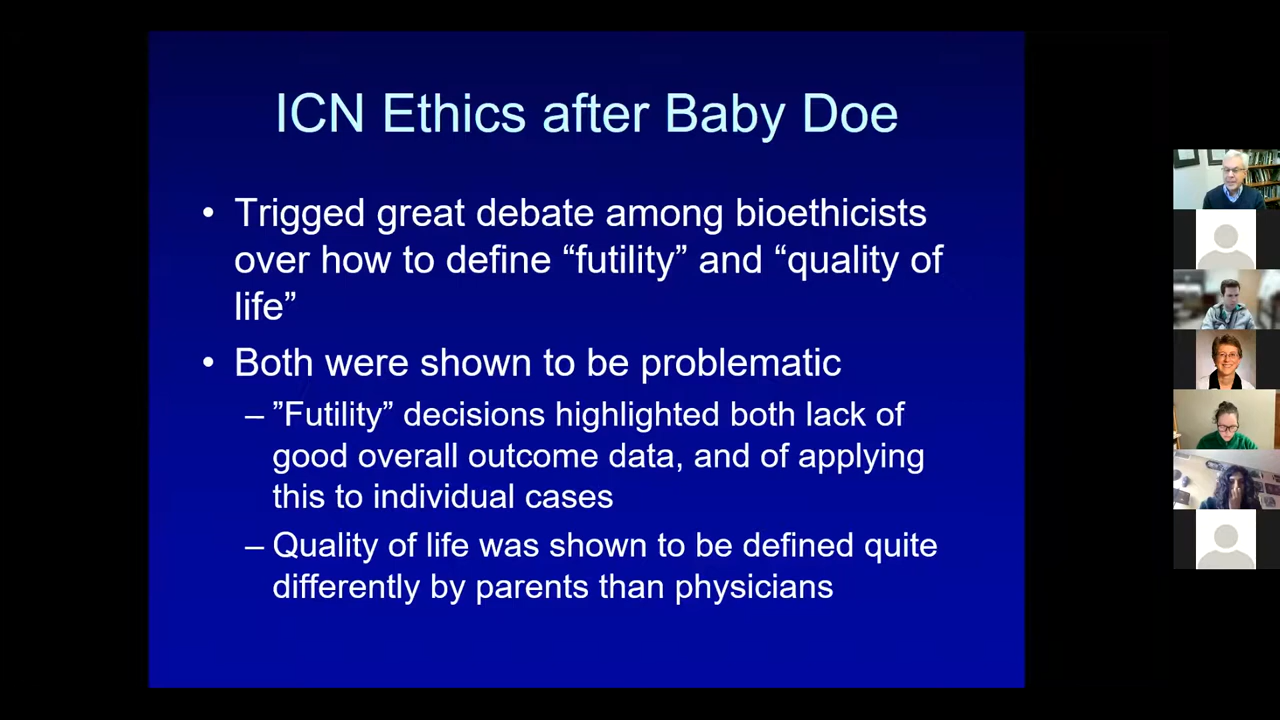 ICN Ethics after Baby Doe
• Trigged great debate among bioethicists
over how to define “futility” and “quality of
life”
• Both were shown to be problematic
– ”Futility” decisions highlighted both lack of
good overall outcome data, and of applying
this to individual cases
– Quality of life was shown to be defined quite
differently by parents than physicians